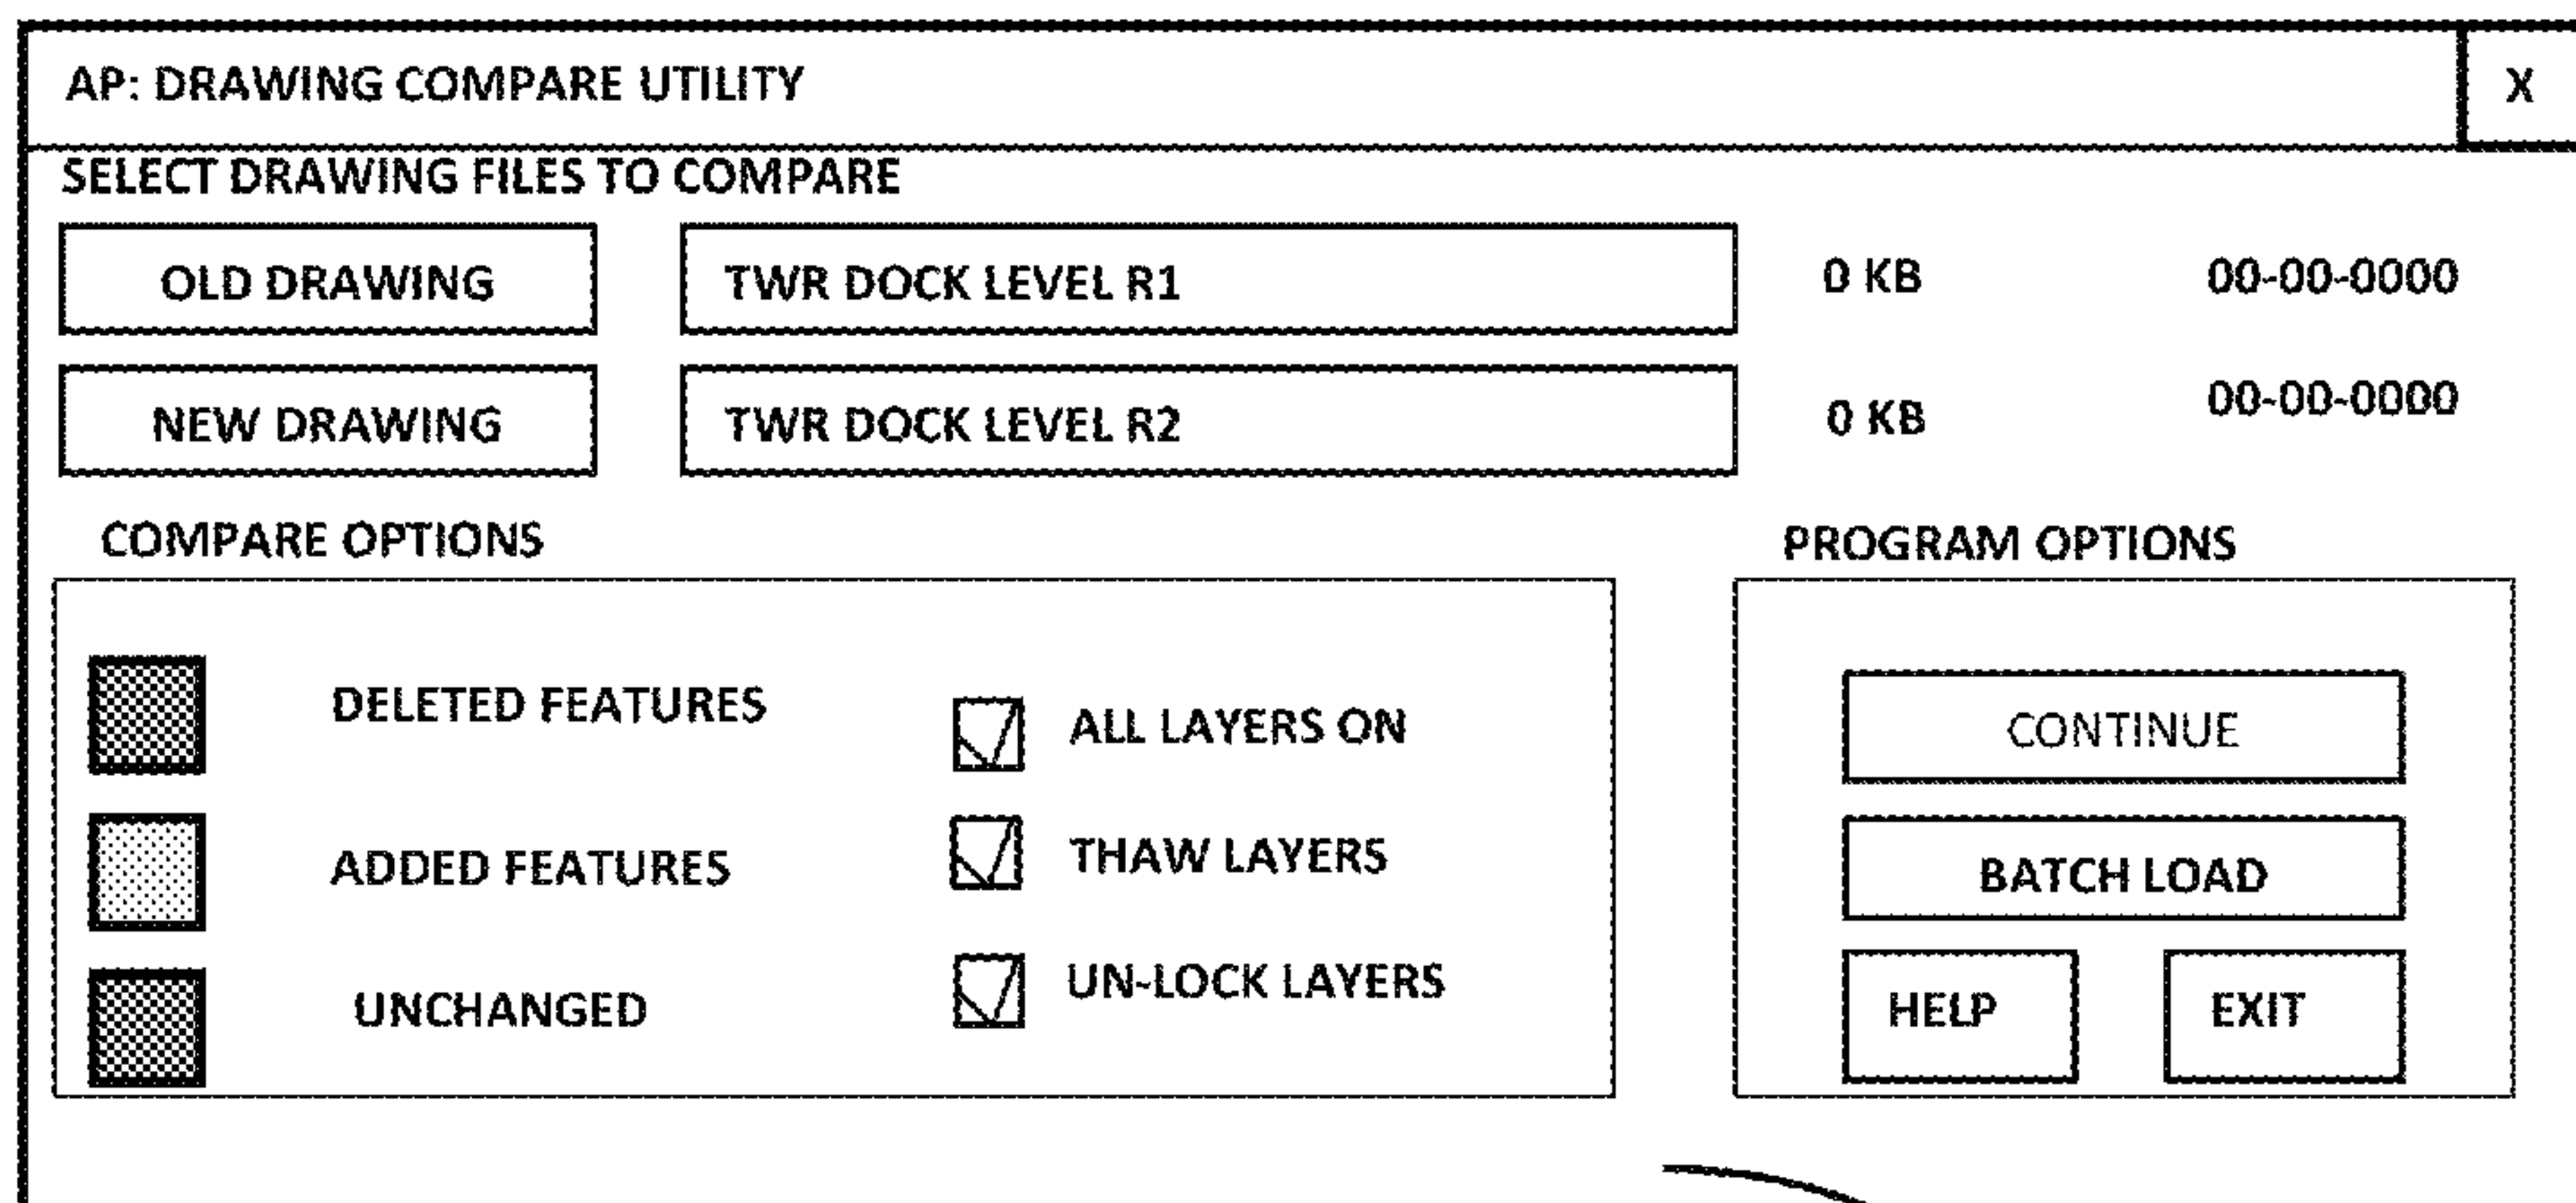 AP: DRAWING COMPARE UTILITY X
SELECT DRAWING FILES TO COMPARE
OLD DRAWING TWR DOCK LEVEL R1 0 KB 00-00-0000
NEW DRAWING TWR DOCK LEVEL R2 0 KB 00-00-0000
COMPARE OPTIONS
DELETED FEATURES
ADDED FEATURES
UNCHANGED
ALL LAYERS ON
THAW LAYERS
UN-LOCK LAYERS
PROGRAM OPTIONS
CONTINUE
BATCH LOAD
HELP EXIT